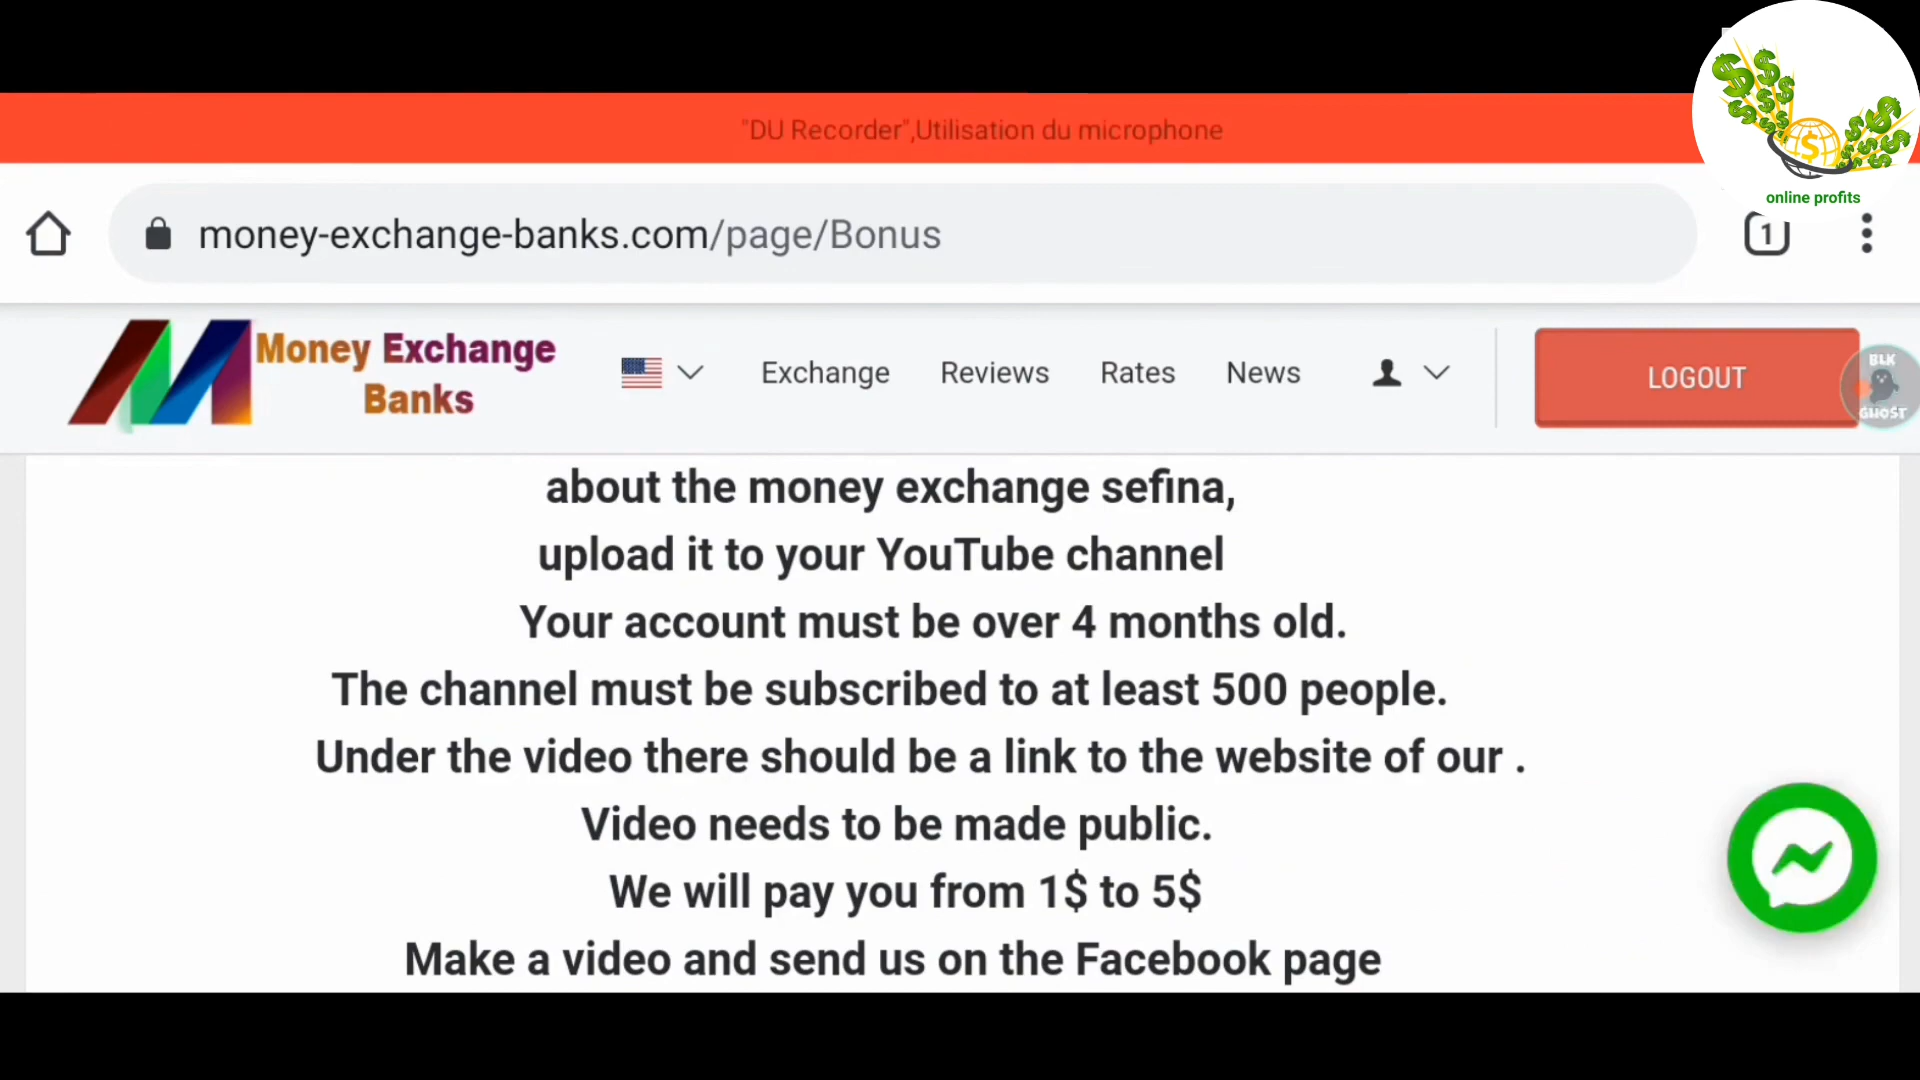 "DU Recorder",Utilisation du microphone
online profits
money-exchange-banks.com/page/Bonus
1
Money Exchange
Banks
Exchange
Reviews
Rates
News
LOGOUT
BLK
GHOST
about the money exchange sefina,
upload it to your YouTube channel
Your account must be over 4 months old.
The channel must be subscribed to at least 500 people.
Under the video there should be a link to the website of our .
Video needs to be made public.
We will pay you from 1$ to 5$
Make a video and send us on the Facebook page